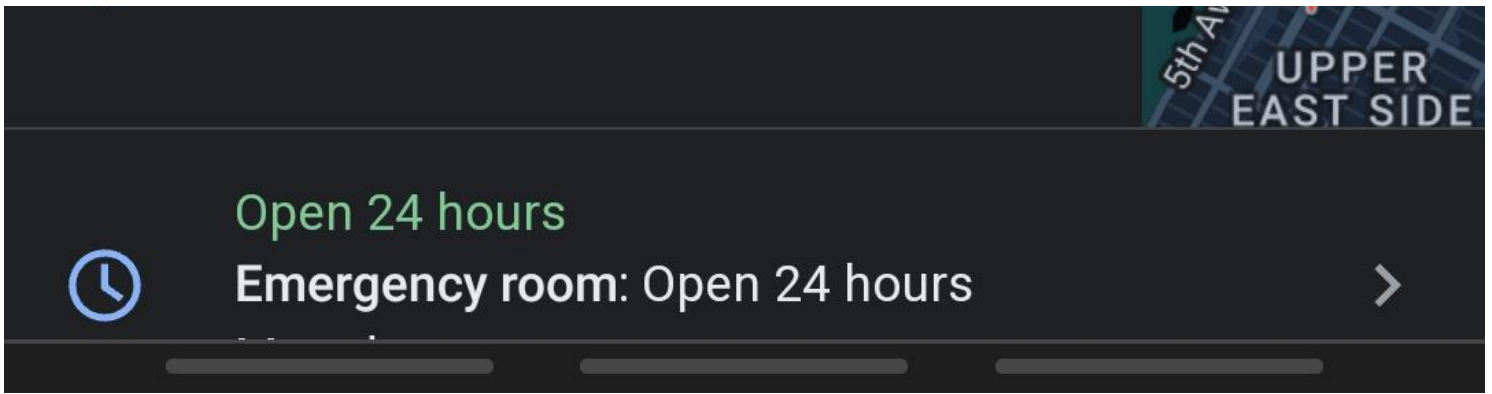 5th Av
UPPER
EAST SIDE
Open 24 hours
Emergency room: Open 24 hours